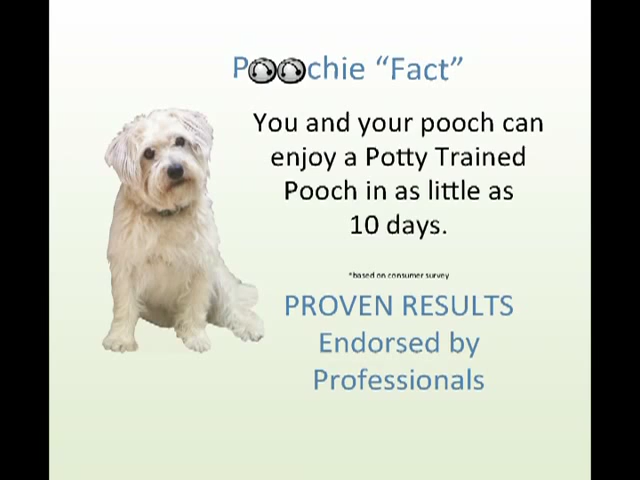 Poochie “Fact”
You and your pooch can
enjoy a Potty Trained
Pooch in as little as
10 days.
*based on consumer survey
PROVEN RESULTS
Endorsed by
Professionals